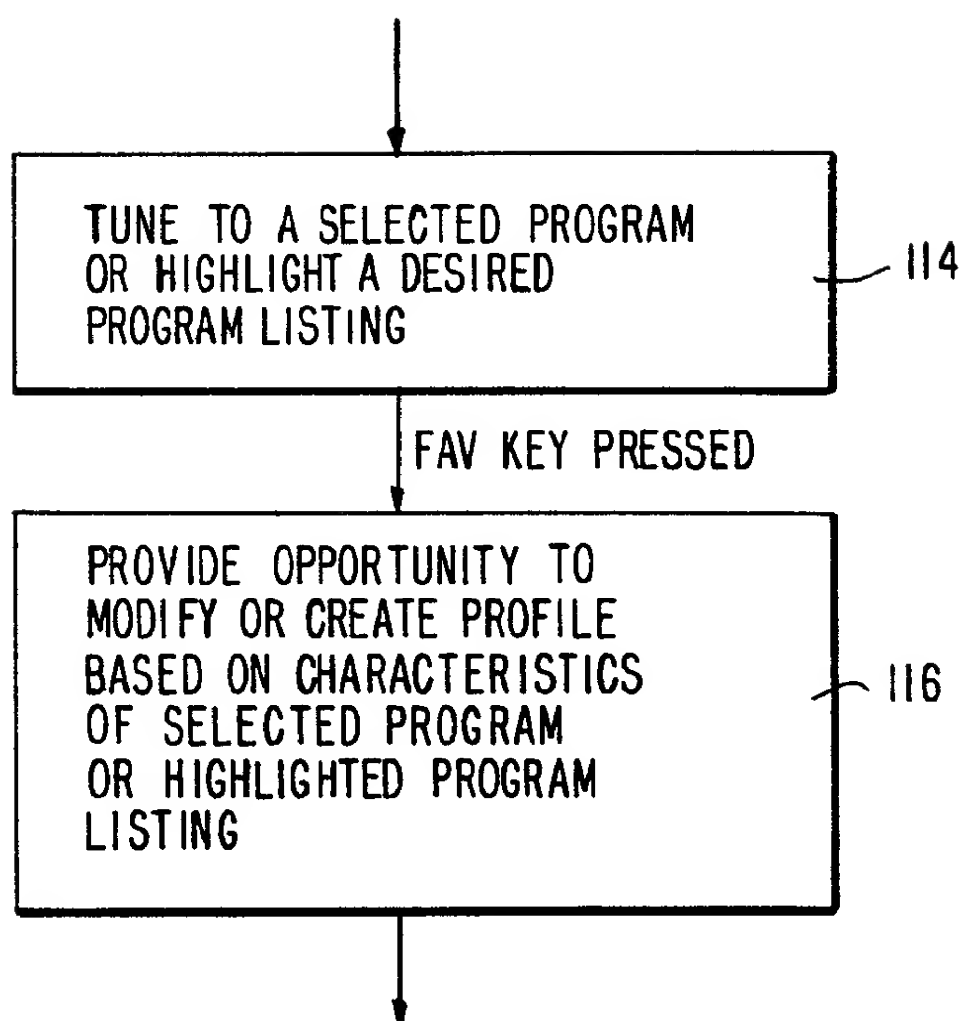 TUNE TO A SELECTED PROGRAM
OR HIGHLIGHT A DESIRED
PROGRAM LISTING
114
FAV KEY PRESSED
PROVIDE OPPORTUNITY TO
MODIFY OR CREATE PROFILE
BASED ON CHARACTERISTICS
OF SELECTED PROGRAM
OR HIGHLIGHTED PROGRAM
LISTING
116